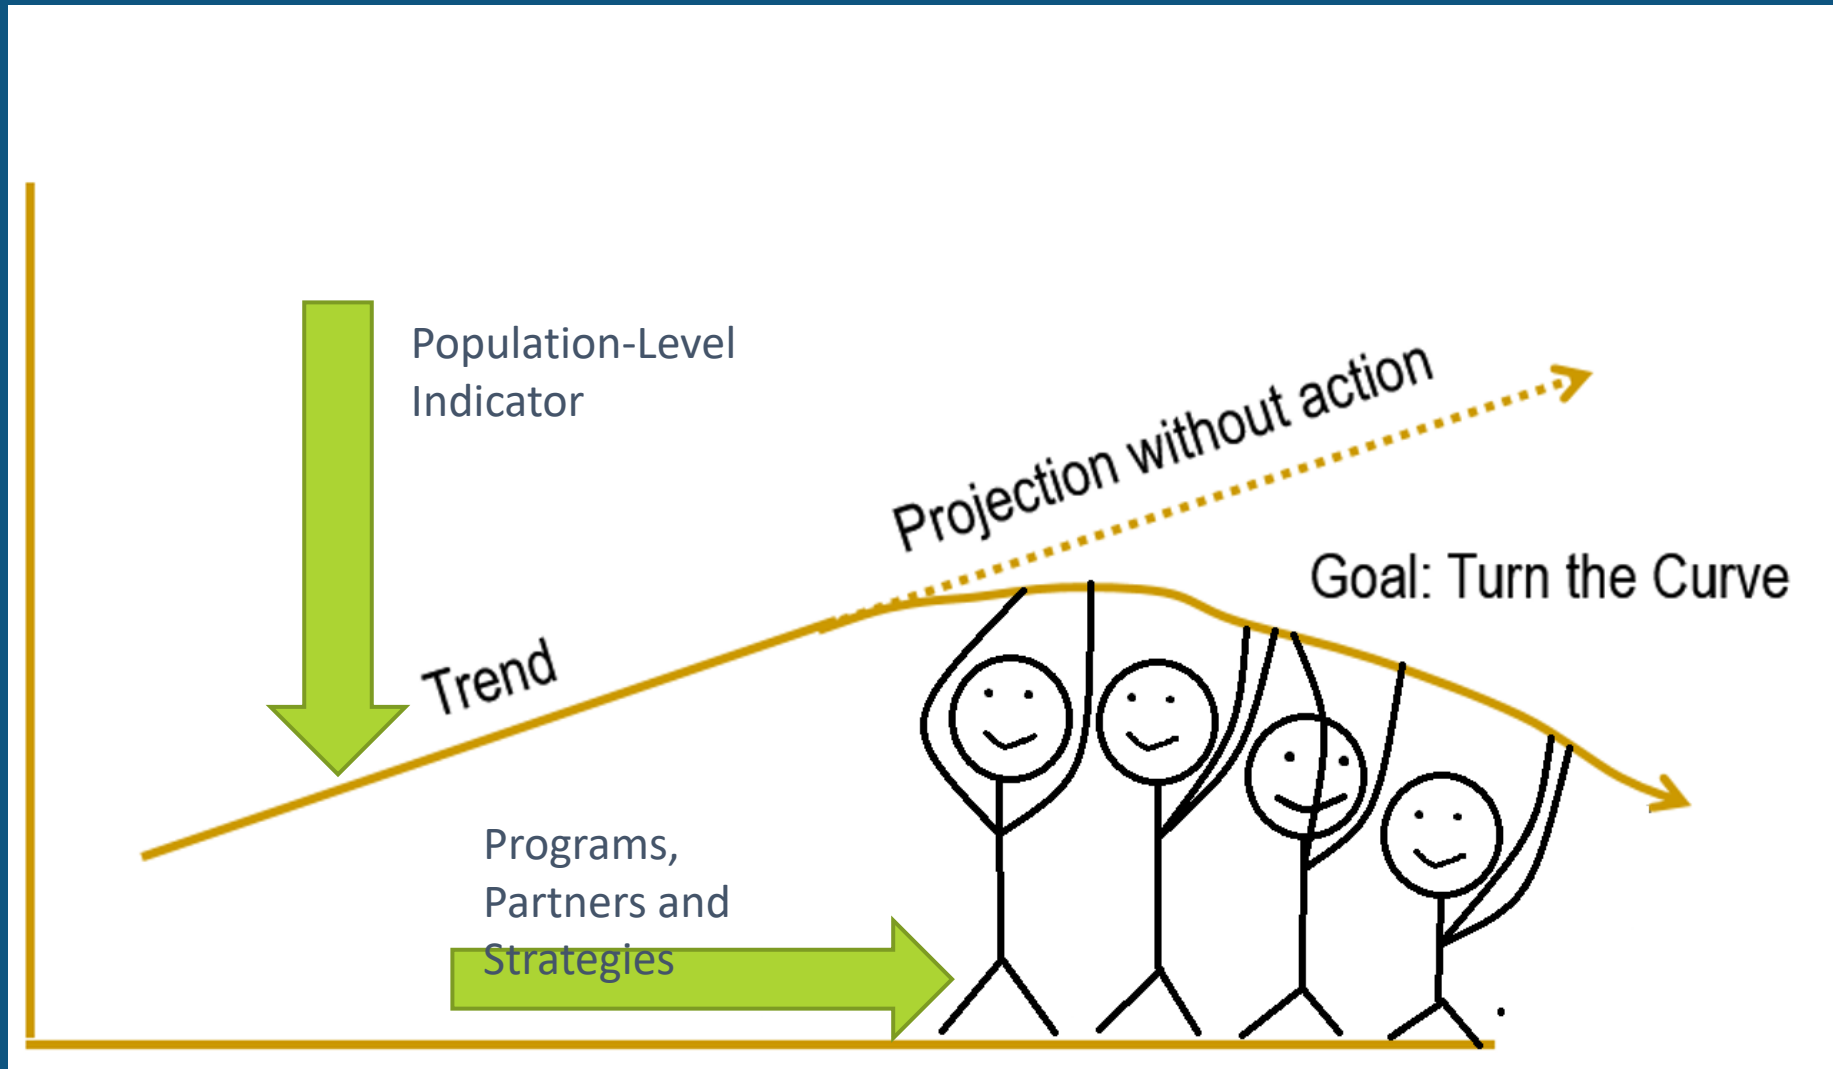 Population-Level
Indicator
Projection without action
Goal: Turn the Curve
Trend
Programs,
Partners and
Strategies